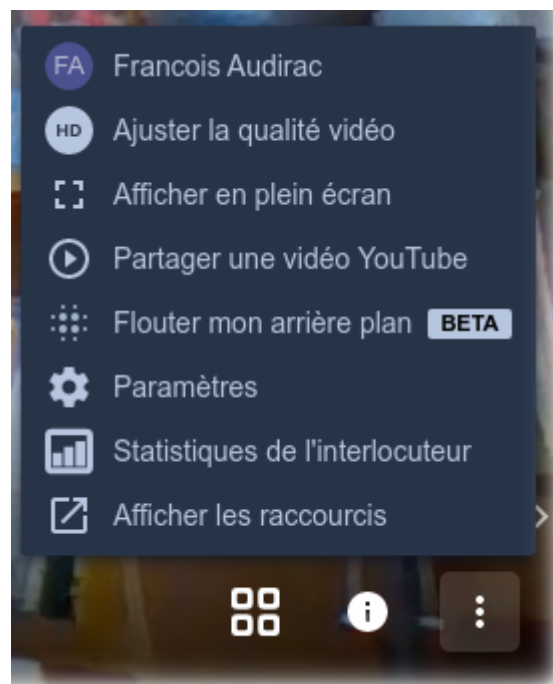 FA Francois Audirac
HD Ajuster la qualité vidéo
Afficher en plein écran
Partager une vidéo YouTube
Flouter mon arrière plan BETA
Paramètres
Statistiques de l'interlocuteur
Afficher les raccourcis